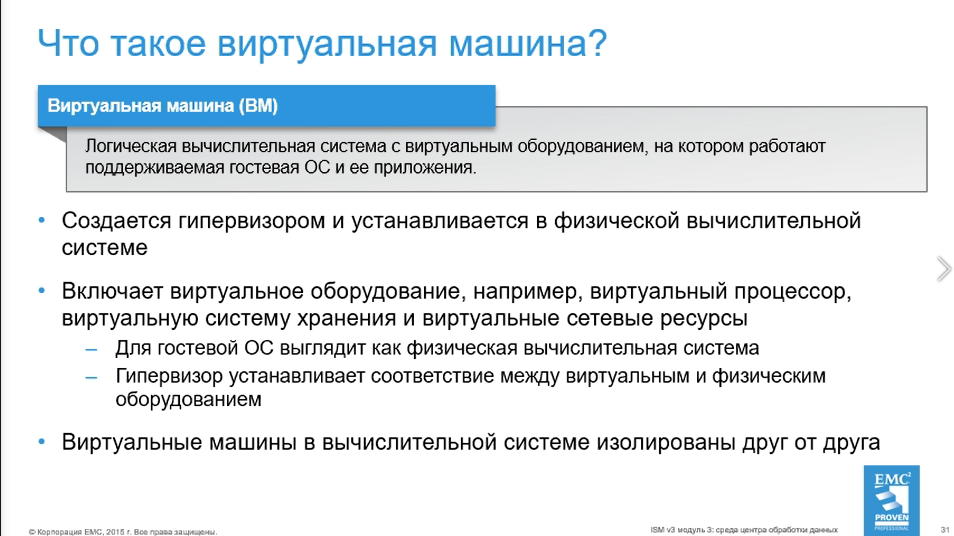 Что такое виртуальная машина?
Виртуальная машина (ВМ)
Логическая вычислительная система с виртуальным оборудованием, на котором работают
поддерживаемая гостевая ОС и ее приложения.
• Создается гипервизором и устанавливается в физической вычислительной
системе
• Включает виртуальное оборудование, например, виртуальный процессор,
виртуальную систему хранения и виртуальные сетевые ресурсы
– Для гостевой ОС выглядит как физическая вычислительная система
– Гипервизор устанавливает соответствие между виртуальным и физическим
оборудованием
• Виртуальные машины в вычислительной системе изолированы друг от друга
EMC²
PROVEN
PROFESSIONAL
© Корпорация EMC, 2015 г. Все права защищены.
ISM v3 модуль 3: среда центра обработки данных
31